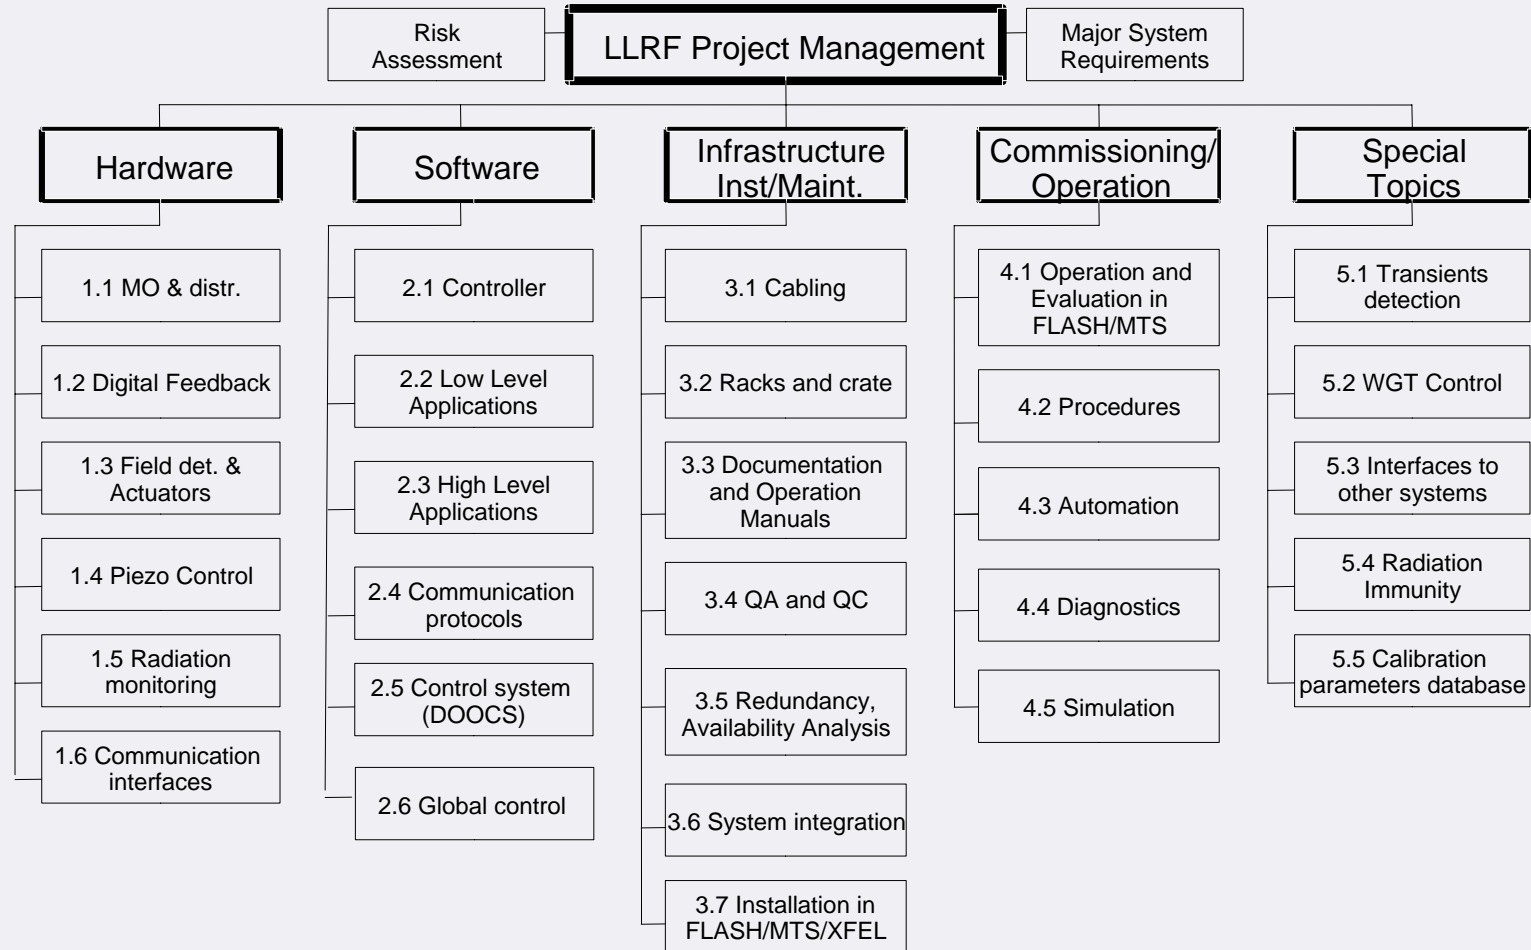 Risk
Assessment
LLRF Project Management
Major System
Requirements
Hardware
Software
Infrastructure
Inst/Maint.
Commissioning/
Operation
Special
Topics
1.1 MO & distr.
1.2 Digital Feedback
1.3 Field det. &
Actuators
1.4 Piezo Control
1.5 Radiation
monitoring
1.6 Communication
interfaces
2.1 Controller
2.2 Low Level
Applications
2.3 High Level
Applications
2.4 Communication
protocols
2.5 Control system
(DOOCS)
2.6 Global control
3.1 Cabling
3.2 Racks and crate
3.3 Documentation
and Operation
Manuals
3.4 QA and QC
3.5 Redundancy,
Availability Analysis
3.6 System integration
3.7 Installation in
FLASH/MTS/XFEL
4.1 Operation and
Evaluation in
FLASH/MTS
4.2 Procedures
4.3 Automation
4.4 Diagnostics
4.5 Simulation
5.1 Transients
detection
5.2 WGT Control
5.3 Interfaces to
other systems
5.4 Radiation
Immunity
5.5 Calibration
parameters database